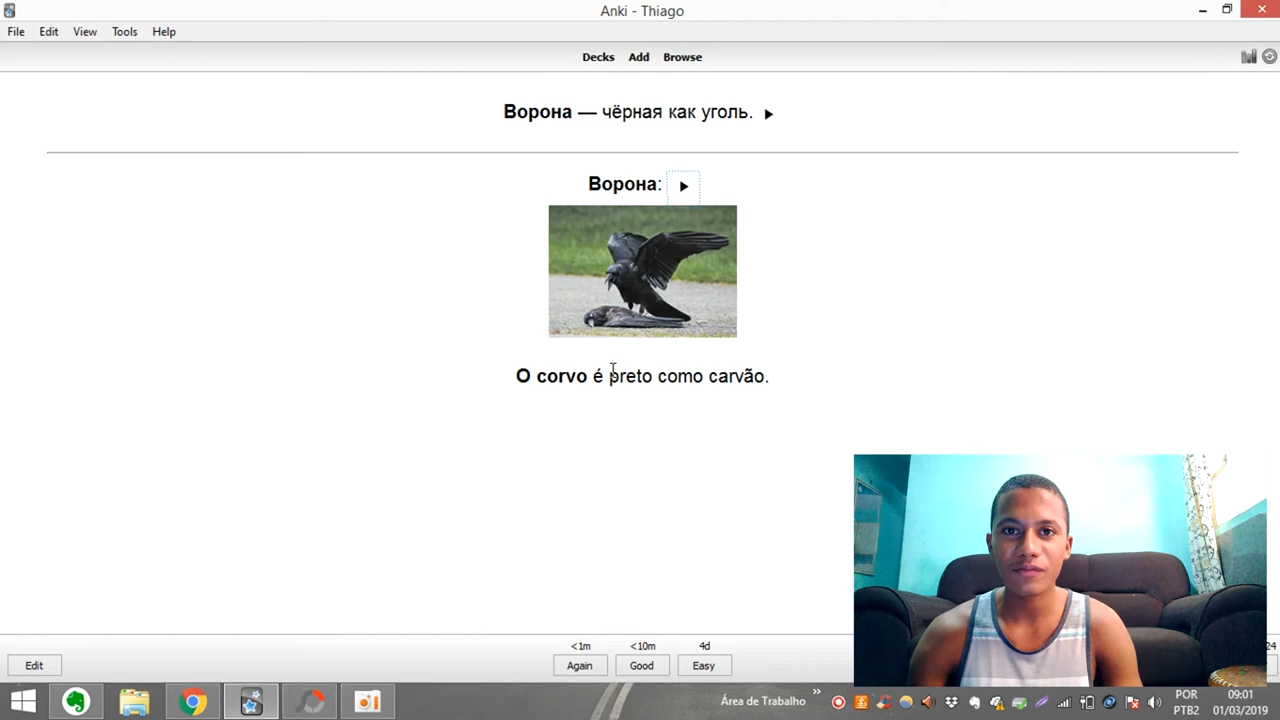 Anki - Thiago
File Edit View Tools Help
Decks Add Browse
Ворона — чёрная как уголь.
Ворона:
O corvo é preto como carvão.
<1m <10m 4d 24
Edit Again Good Easy
Área de Trabalho » POR 09:01
PTB2 01/03/2019